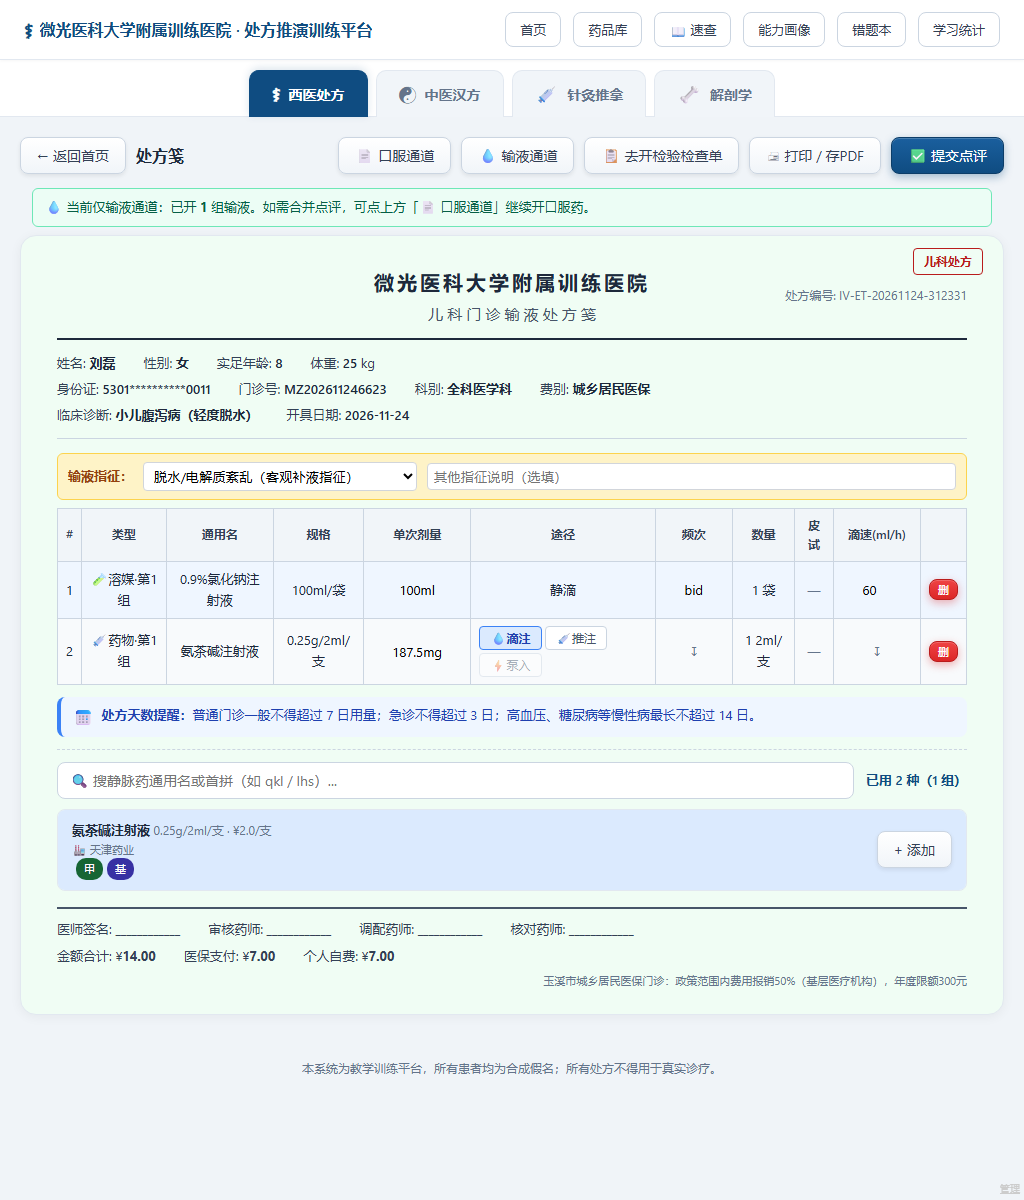 微光医科大学附属训练医院 · 处方推演训练平台
首页 药品库 速查 能力画像 错题本 学习统计
西医处方 中医汉方 针灸推拿 解剖学
← 返回首页 处方笺 口服通道 输液通道 去开检验检查单 打印 / 存PDF 提交点评
当前仅输液通道：已开 1 组输液。如需合并点评，可点上方「 口服通道」继续开口服药。
儿科处方
微光医科大学附属训练医院
处方编号: IV-ET-20261124-312331
儿科门诊输液处方笺
姓名: 刘磊 性别: 女 实足年龄: 8 体重: 25 kg
身份证: 5301**********0011 门诊号: MZ202611246623 科别: 全科医学科 费别: 城乡居民医保
临床诊断: 小儿腹泻病（轻度脱水） 开具日期: 2026-11-24
输液指征： 脱水/电解质紊乱（客观补液指征） 其他指征说明（选填）
# 类型 通用名 规格 单次剂量 途径 频次 数量 皮试 滴速(ml/h)
1 溶媒·第1组 0.9%氯化钠注射液 100ml/袋 100ml 静滴 bid 1 袋 — 60 删
2 药物·第1组 氨茶碱注射液 0.25g/2ml/支 187.5mg 滴注 推注 泵入 ↧ 1 2ml/支 — ↧ 删
处方天数提醒：普通门诊一般不得超过 7 日用量；急诊不得超过 3 日；高血压、糖尿病等慢性病最长不超过 14 日。
搜静脉药通用名或首拼（如 qkl / lhs）... 已用 2 种（1 组）
氨茶碱注射液 0.25g/2ml/支 · ¥2.0/支
天津药业
甲 基
+ 添加
医师签名: ___________ 审核药师: ___________ 调配药师: ___________ 核对药师: ___________
金额合计: ¥14.00 医保支付: ¥7.00 个人自费: ¥7.00
玉溪市城乡居民医保门诊：政策范围内费用报销50%（基层医疗机构），年度限额300元
本系统为教学训练平台，所有患者均为合成假名；所有处方不得用于真实诊疗。
管理